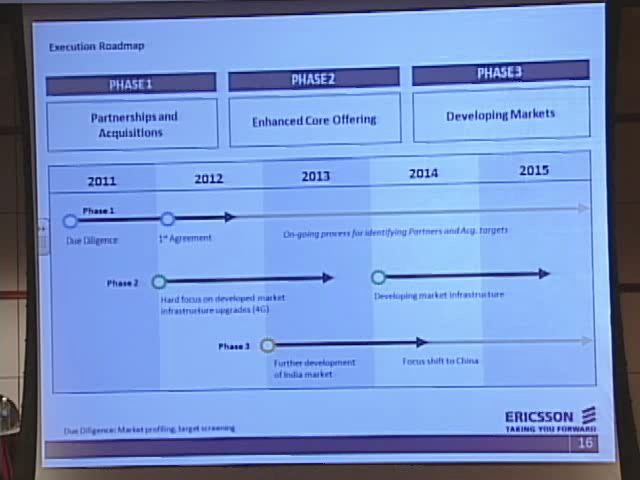 Execution Roadmap
PHASE1
PHASE2
PHASE3
Partnerships and
Acquisitions
Enhanced Core Offering
Developing Markets
2011
2012
2013
2014
2015
Phase 1
Due Diligence
1st Agreement
On-going process for identifying Partners and Acq. targets
Phase 2
Hard focus on developed market
infrastructure upgrades (4G)
Developing market infrastructure
Phase 3
Further development
of India market
Focus shift to China
Due Diligence: Market profiling, target screening
ERICSSON
TAKING YOU FORWARD
16